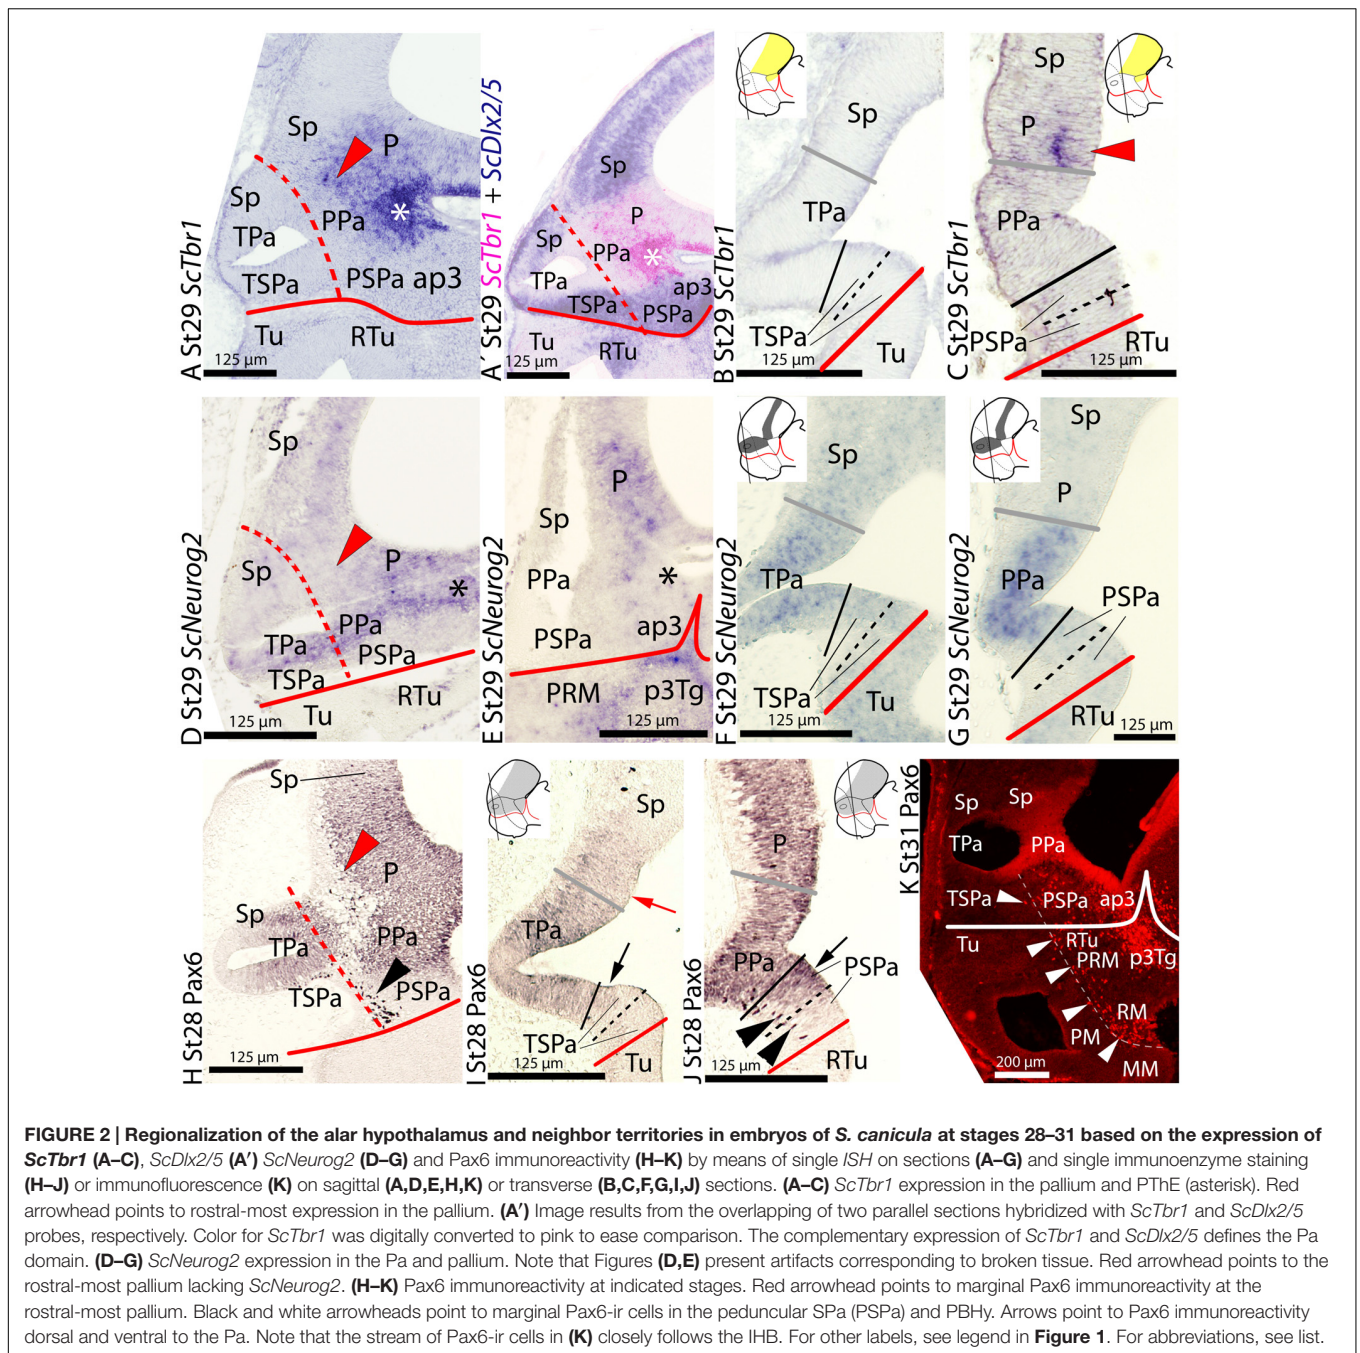 A St29 ScTbr1
Sp
P
Sp
PPa
*
TPa
TSPa
PSPa ap3
Tu
RTu
125 µm
A′ St29 ScTbr1 + ScDlx2/5
Sp
P
Sp
PPa
*
TPa
ap3
TSPa
PSPa
Tu
RTu
125 µm
B St29 ScTbr1
Sp
TPa
TSPa
Tu
125 µm
C St29 ScTbr1
Sp
P
PPa
PSPa
RTu
125 µm
D St29 ScNeurog2
Sp
Sp
P
*
PPa
TPa
PSPa
TSPa
RTu
125 µm
Tu
E St29 ScNeurog2
P
Sp
PPa
*
PSPa
ap3
PRM
p3Tg
125 µm
F St29 ScNeurog2
Sp
TPa
TSPa
Tu
125 µm
G St29 ScNeurog2
Sp
P
PPa
PSPa
RTu
125 µm
H St28 Pax6
Sp
P
Sp
TPa
PPa
TSPa
PSPa
125 µm
I St28 Pax6
Sp
TPa
TSPa
Tu
125 µm
J St28 Pax6
P
PPa
PSPa
RTu
125 µm
K St31 Pax6
Sp
Sp
TPa
PPa
TSPa
PSPa
ap3
Tu
RTu
PRM
p3Tg
RM
PM
MM
200 µm
FIGURE 2 | Regionalization of the alar hypothalamus and neighbor territories in embryos of S. canicula at stages 28–31 based on the expression of
ScTbr1 (A–C), ScDlx2/5 (A′) ScNeurog2 (D–G) and Pax6 immunoreactivity (H–K) by means of single ISH on sections (A–G) and single immunoenzyme staining
(H–J) or immunofluorescence (K) on sagittal (A,D,E,H,K) or transverse (B,C,F,G,I,J) sections. (A–C) ScTbr1 expression in the pallium and PThE (asterisk). Red
arrowhead points to rostral-most expression in the pallium. (A′) Image results from the overlapping of two parallel sections hybridized with ScTbr1 and ScDlx2/5
probes, respectively. Color for ScTbr1 was digitally converted to pink to ease comparison. The complementary expression of ScTbr1 and ScDlx2/5 defines the Pa
domain. (D–G) ScNeurog2 expression in the Pa and pallium. Note that Figures (D,E) present artifacts corresponding to broken tissue. Red arrowhead points to the
rostral-most pallium lacking ScNeurog2. (H–K) Pax6 immunoreactivity at indicated stages. Red arrowhead points to marginal Pax6 immunoreactivity at the
rostral-most pallium. Black and white arrowheads point to marginal Pax6-ir cells in the peduncular SPa (PSPa) and PBHy. Arrows point to Pax6 immunoreactivity
dorsal and ventral to the Pa. Note that the stream of Pax6-ir cells in (K) closely follows the IHB. For other labels, see legend in Figure 1. For abbreviations, see list.